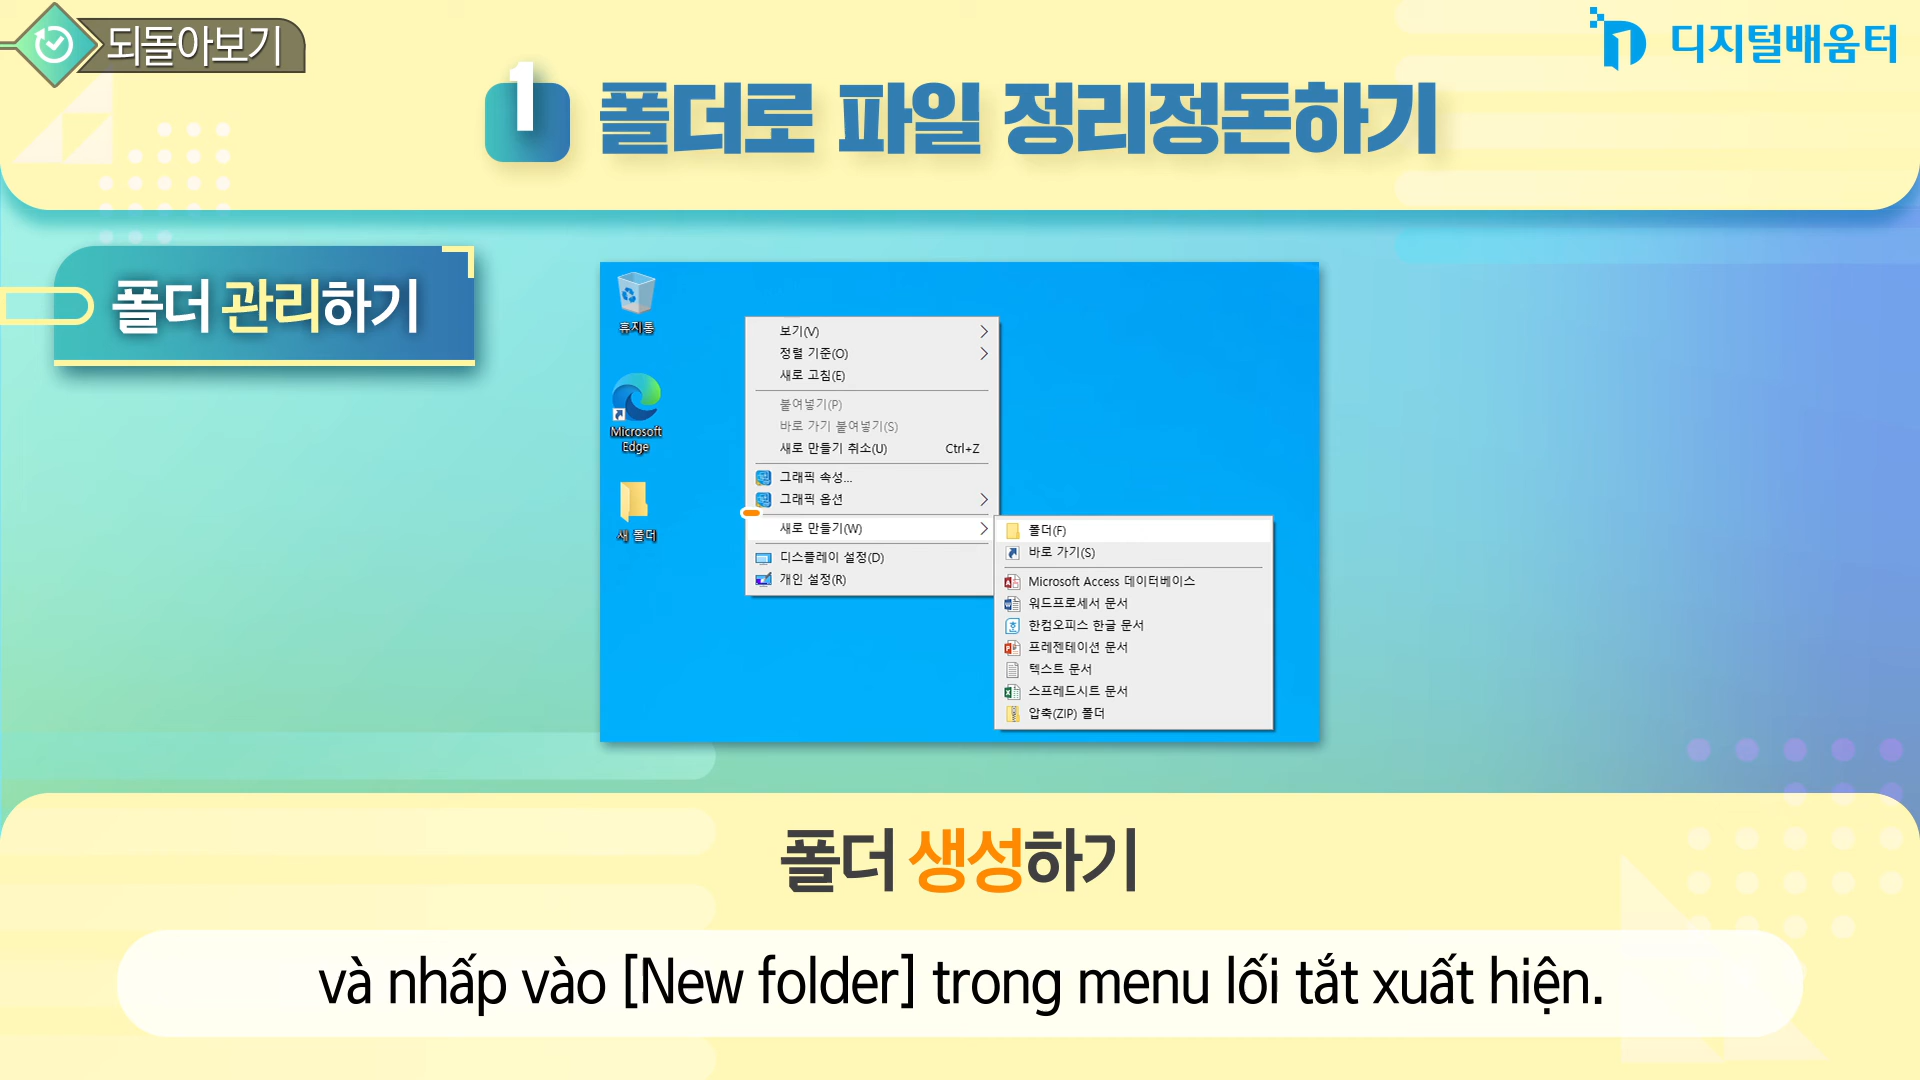 되돌아보기
디지털배움터
1 폴더로 파일 정리정돈하기
폴더 관리하기
휴지통
Microsoft
Edge
새 폴더
보기(V)
정렬 기준(O)
새로 고침(E)
붙여넣기(P)
바로 가기 붙여넣기(S)
새로 만들기 취소(U) Ctrl+Z
그래픽 속성...
그래픽 옵션
새로 만들기(W)
디스플레이 설정(D)
개인 설정(R)
폴더(F)
바로 가기(S)
Microsoft Access 데이터베이스
워드프로세서 문서
한컴오피스 한글 문서
프레젠테이션 문서
텍스트 문서
스프레드시트 문서
압축(ZIP) 폴더
폴더 생성하기
và nhấp vào [New folder] trong menu lối tắt xuất hiện.